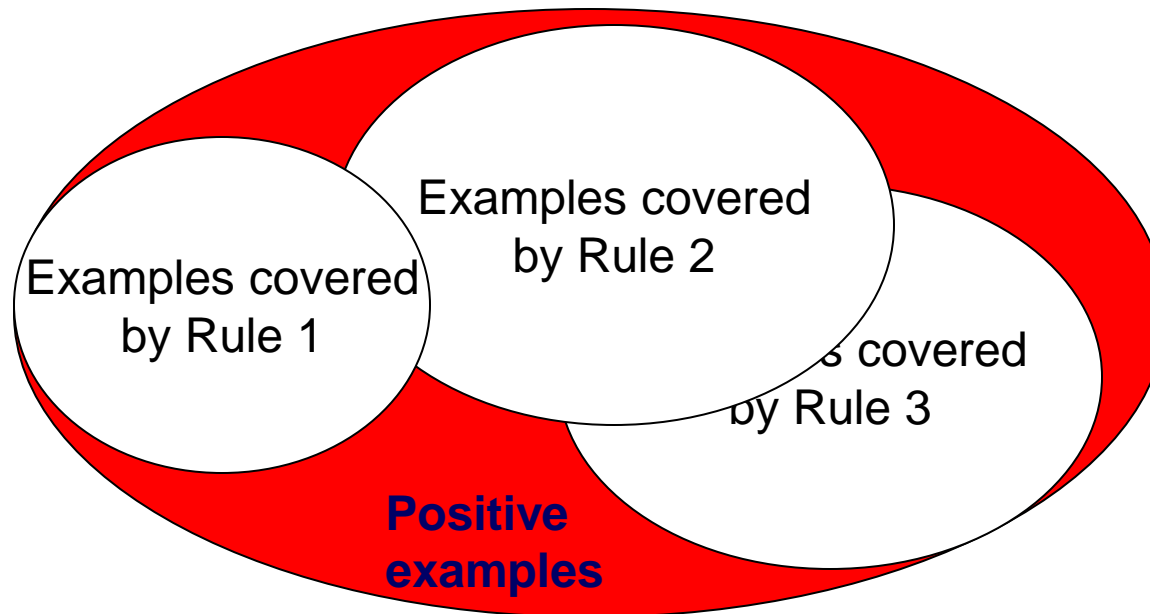 Examples covered
by Rule 2
Examples covered
by Rule 1
covered
by Rule 3
Positive
examples